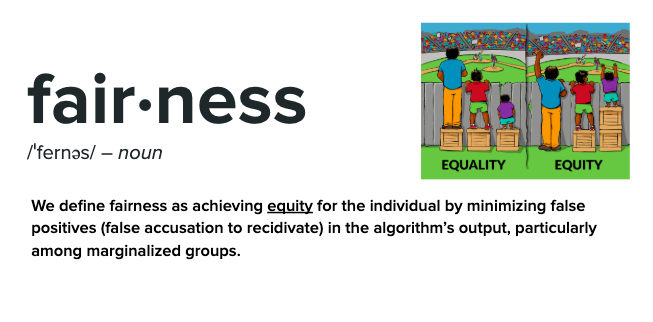 fair•ness
/ˈfernəs/ – noun
EQUALITY
EQUITY
We define fairness as achieving equity for the individual by minimizing false
positives (false accusation to recidivate) in the algorithm's output, particularly
among marginalized groups.